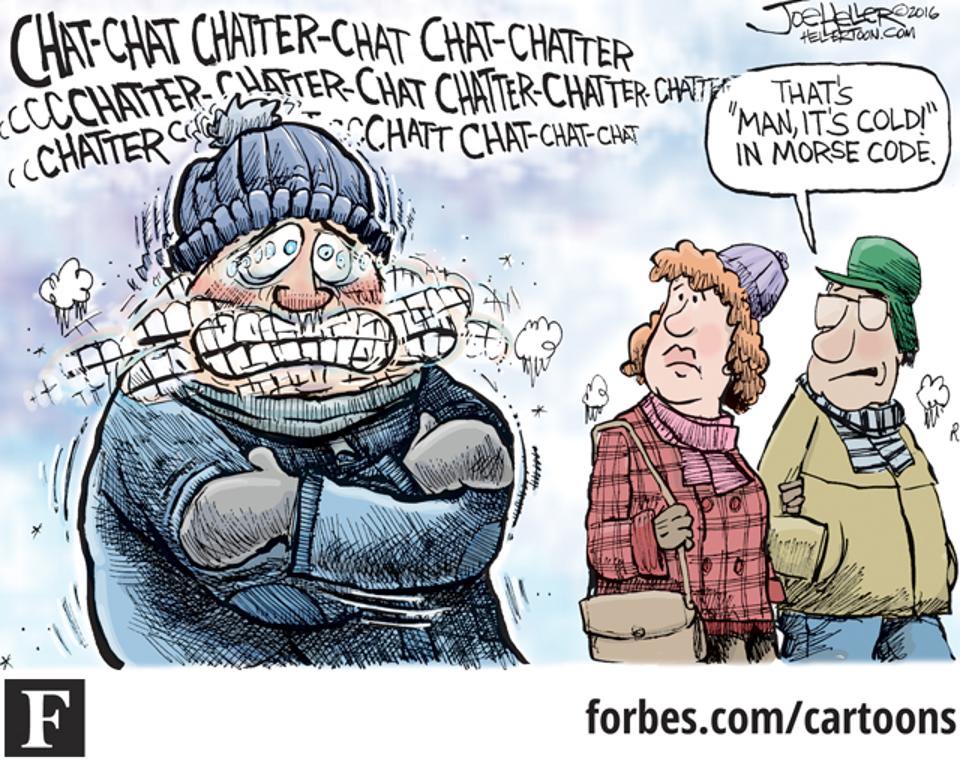 CHAT-CHAT CHATTER-CHAT CHAT-CHATTER
CCCCHATTER-CHATTER-CHAT CHATTER-CHATTER-CHATTER
CCHATTER CCHATT CHAT-CHAT-CHAT
JOE HELLER ©2016
HELLERTOON.COM
THAT'S
"MAN, IT'S COLD!"
IN MORSE CODE.
R
F
forbes.com/cartoons